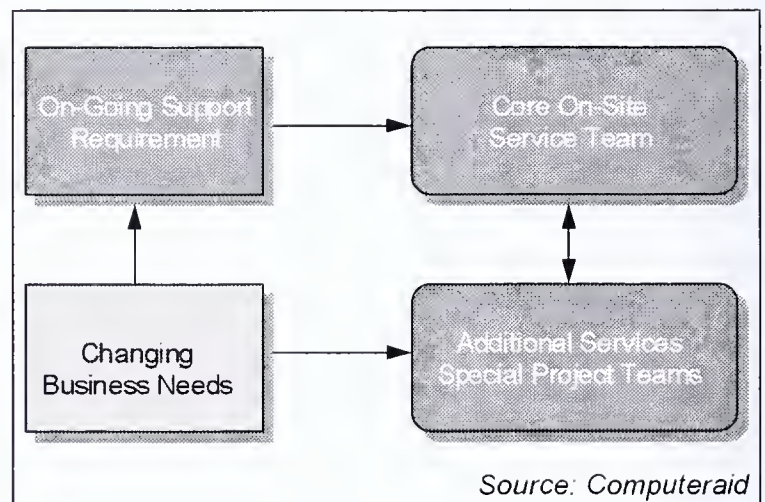 On-Going Support
Requirement
Core On-Site
Service Team
Changing
Business Needs
Additional Services
Special Project Teams
Source: Computeraid